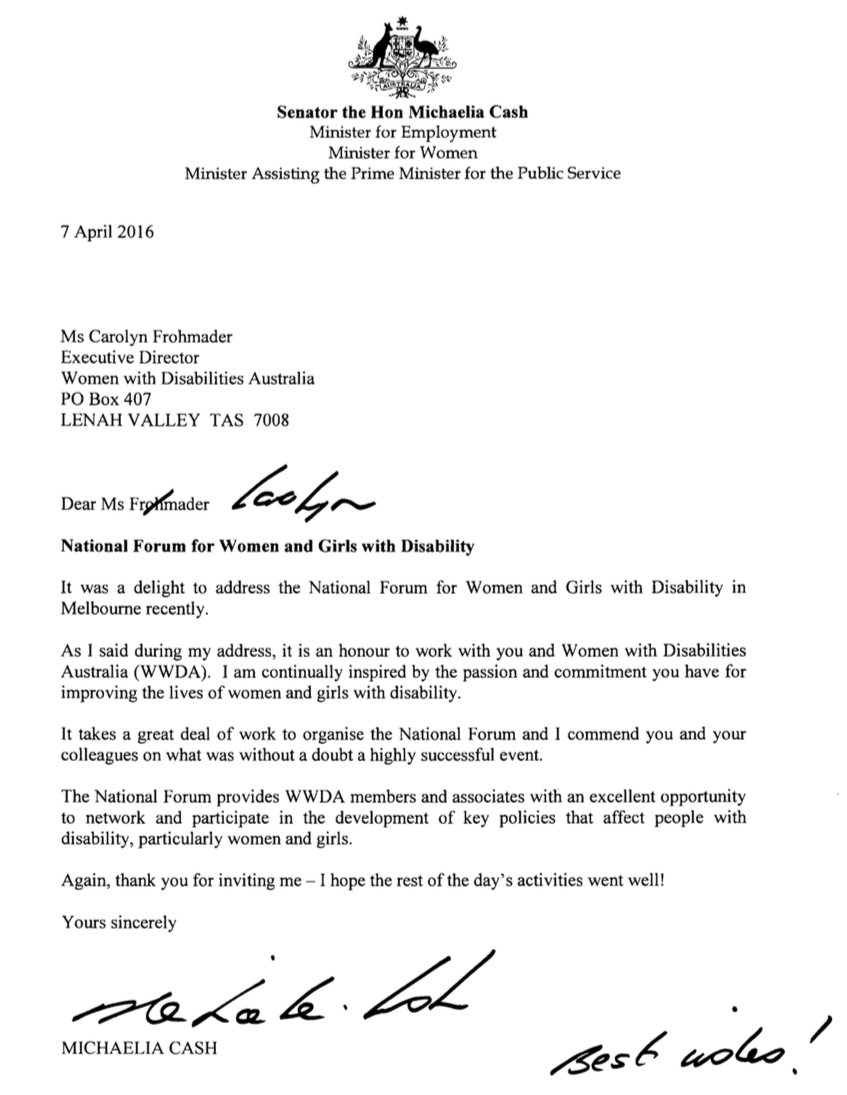 AUSTRALIA
Senator the Hon Michaelia Cash
Minister for Employment
Minister for Women
Minister Assisting the Prime Minister for the Public Service
7 April 2016
Ms Carolyn Frohmader
Executive Director
Women with Disabilities Australia
PO Box 407
LENAH VALLEY TAS 7008
Dear Ms Frohmader Carolyn
National Forum for Women and Girls with Disability
It was a delight to address the National Forum for Women and Girls with Disability in
Melbourne recently.
As I said during my address, it is an honour to work with you and Women with Disabilities
Australia (WWDA). I am continually inspired by the passion and commitment you have for
improving the lives of women and girls with disability.
It takes a great deal of work to organise the National Forum and I commend you and your
colleagues on what was without a doubt a highly successful event.
The National Forum provides WWDA members and associates with an excellent opportunity
to network and participate in the development of key policies that affect people with
disability, particularly women and girls.
Again, thank you for inviting me – I hope the rest of the day's activities went well!
Yours sincerely
Michaelia Cash
MICHAELIA CASH
Best wishes!